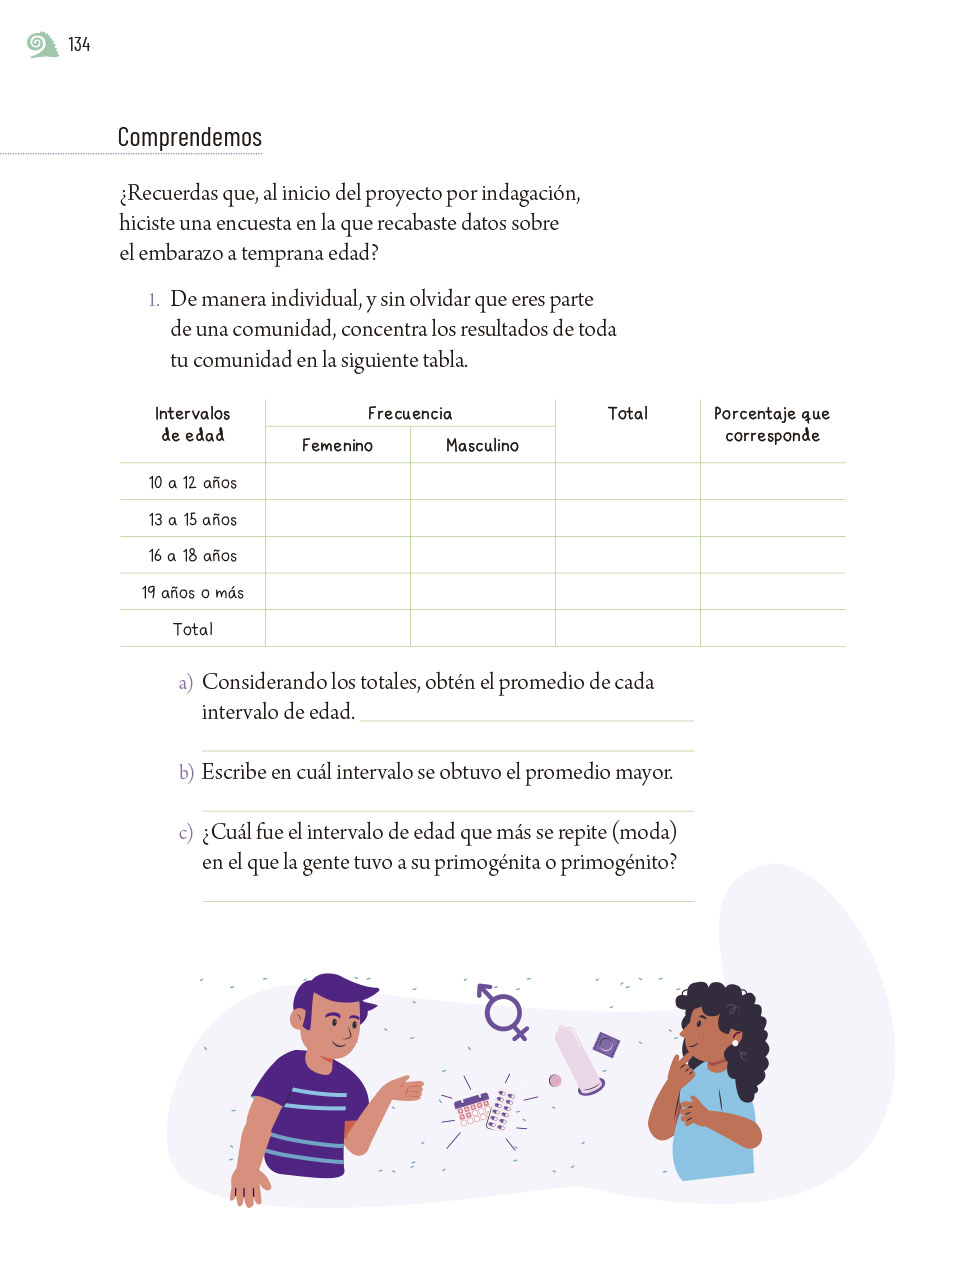 134
Comprendemos
¿Recuerdas que, al inicio del proyecto por indagación,
hiciste una encuesta en la que recabaste datos sobre
el embarazo a temprana edad?
1. De manera individual, y sin olvidar que eres parte
de una comunidad, concentra los resultados de toda
tu comunidad en la siguiente tabla.
Intervalos
de edad
Frecuencia
Femenino
Masculino
Total
Porcentaje que
corresponde
10 a 12 años
13 a 15 años
16 a 18 años
19 años o más
Total
a) Considerando los totales, obtén el promedio de cada
intervalo de edad.
b) Escribe en cuál intervalo se obtuvo el promedio mayor.
c) ¿Cuál fue el intervalo de edad que más se repite (moda)
en el que la gente tuvo a su primogénita o primogénito?